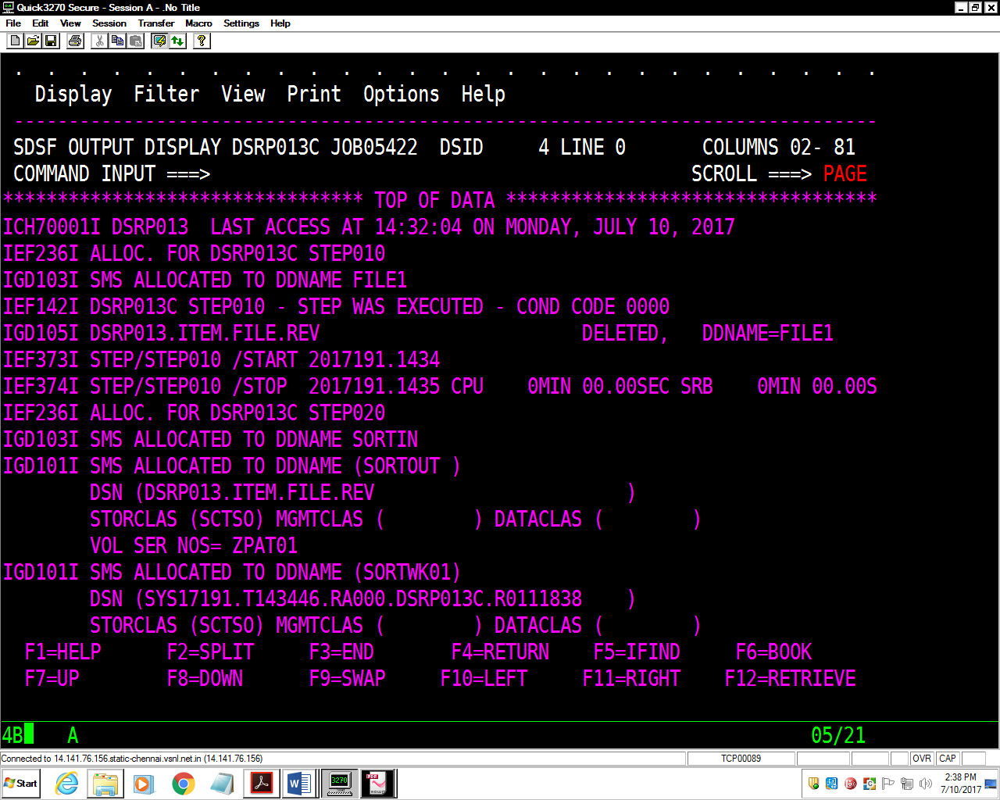 Quick3270 Secure - Session A - .No Title
File Edit View Session Transfer Macro Settings Help
. . . . . . . . . . . . . . . . . . . . . . . . . . .
Display Filter View Print Options Help
-------------------------------------------------------------------------------
SDSF OUTPUT DISPLAY DSRP013C JOB05422 DSID 4 LINE 0 COLUMNS 02- 81
COMMAND INPUT ===> SCROLL ===> PAGE
********************************* TOP OF DATA **********************************
ICH70001I DSRP013 LAST ACCESS AT 14:32:04 ON MONDAY, JULY 10, 2017
IEF236I ALLOC. FOR DSRP013C STEP010
IGD103I SMS ALLOCATED TO DDNAME FILE1
IEF142I DSRP013C STEP010 - STEP WAS EXECUTED - COND CODE 0000
IGD105I DSRP013.ITEM.FILE.REV DELETED, DDNAME=FILE1
IEF373I STEP/STEP010 /START 2017191.1434
IEF374I STEP/STEP010 /STOP 2017191.1435 CPU 0MIN 00.00SEC SRB 0MIN 00.00S
IEF236I ALLOC. FOR DSRP013C STEP020
IGD103I SMS ALLOCATED TO DDNAME SORTIN
IGD101I SMS ALLOCATED TO DDNAME (SORTOUT )
DSN (DSRP013.ITEM.FILE.REV )
STORCLAS (SCTSO) MGMTCLAS ( ) DATACLAS ( )
VOL SER NOS= ZPAT01
IGD101I SMS ALLOCATED TO DDNAME (SORTWK01)
DSN (SYS17191.T143446.RA000.DSRP013C.R0111838 )
STORCLAS (SCTSO) MGMTCLAS ( ) DATACLAS ( )
F1=HELP F2=SPLIT F3=END F4=RETURN F5=IFIND F6=BOOK
F7=UP F8=DOWN F9=SWAP F10=LEFT F11=RIGHT F12=RETRIEVE
4B A 05/21
Connected to 14.141.76.156.static-chennai.vsnl.net.in (14.141.76.156) TCP00089 OVR CAP
Start 3270 PDF 2:38 PM
7/10/2017